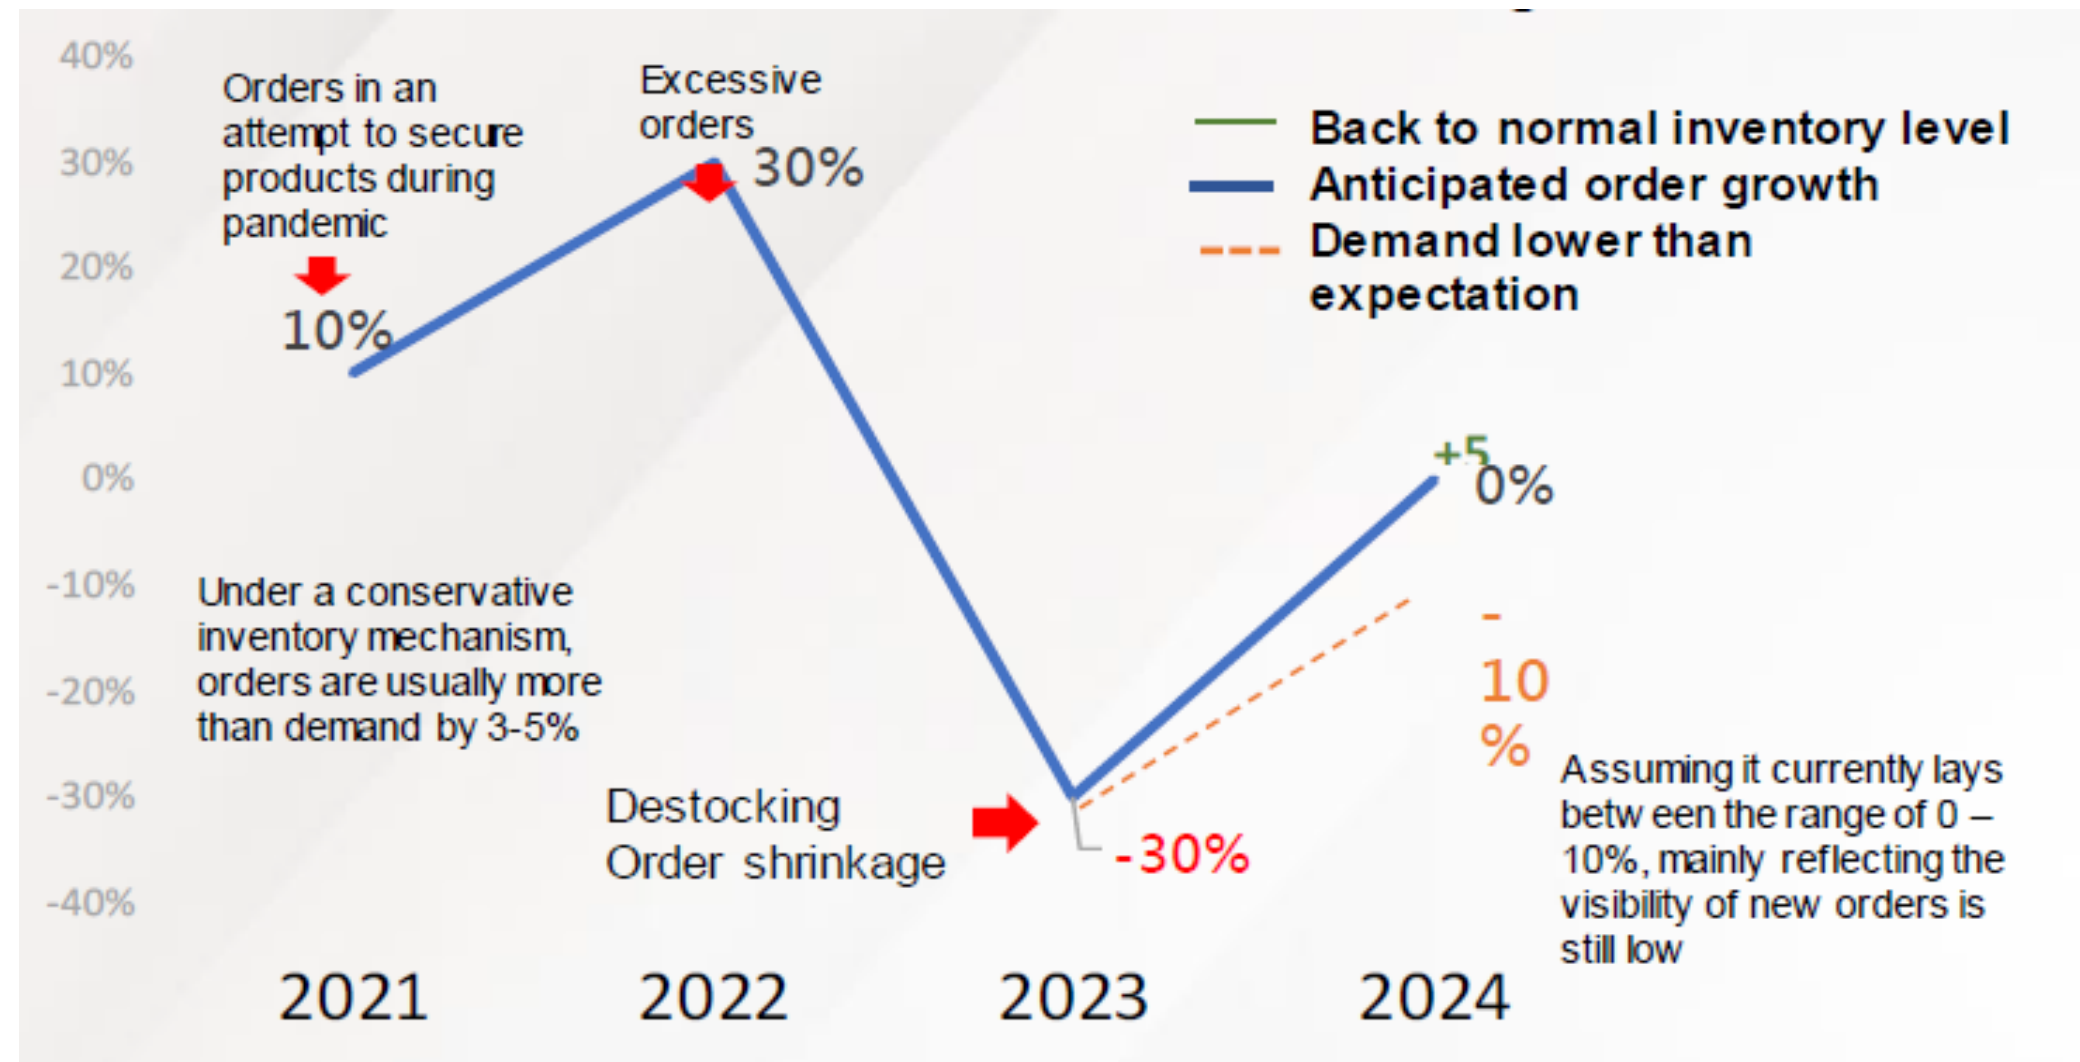 40%
30%
20%
10%
0%
-10%
-20%
-30%
-40%
Orders in an
attempt to secure
products during
pandemic
10%
Excessive
orders
30%
Back to normal inventory level
Anticipated order growth
Demand lower than
expectation
+5
0%
-
10
%
Under a conservative
inventory mechanism,
orders are usually more
than demand by 3-5%
Destocking
Order shrinkage
-30%
Assuming it currently lays
between the range of 0 –
10%, mainly reflecting the
visibility of new orders is
still low
2021
2022
2023
2024